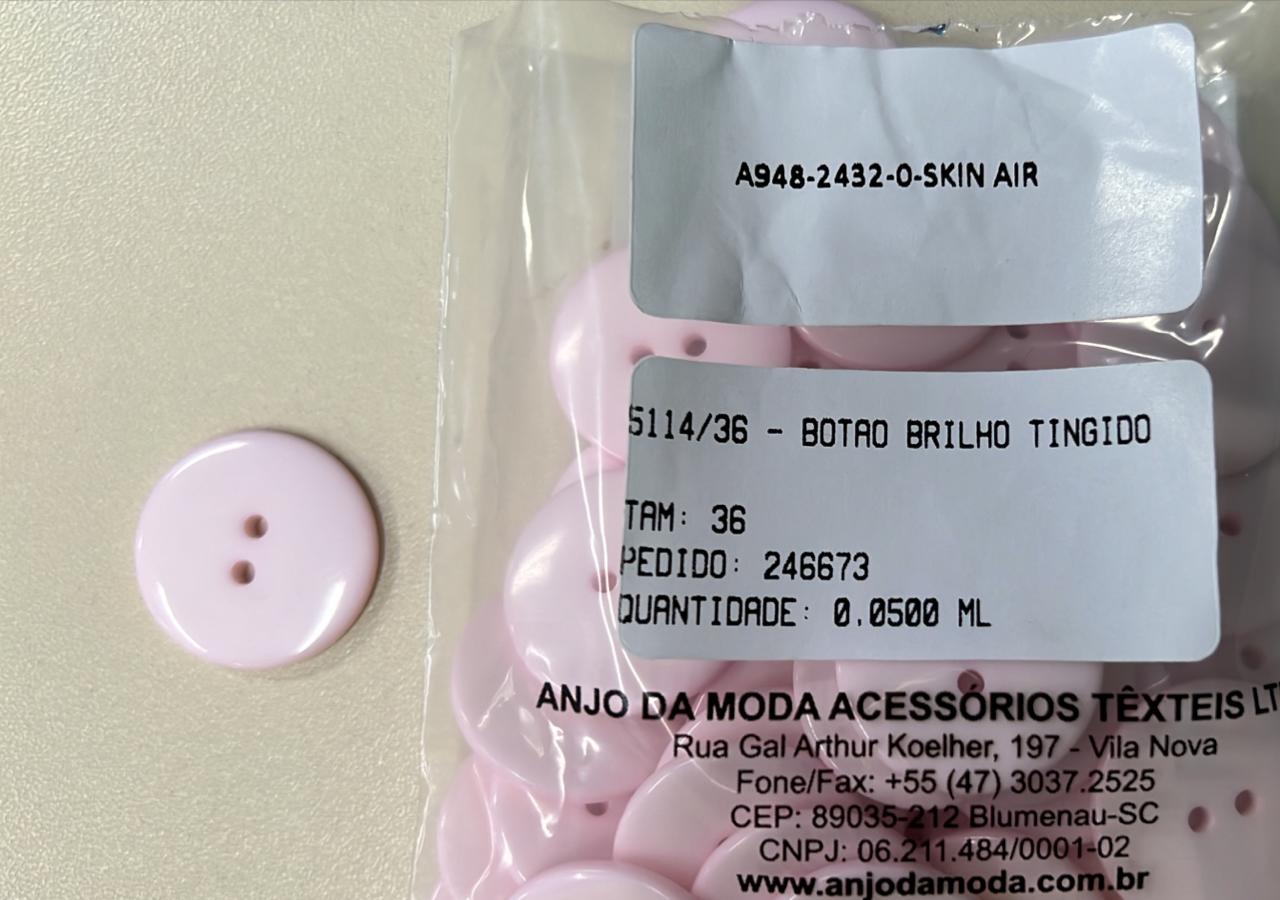 A948-2432-0-SKIN AIR
5114/36 - BOTAO BRILHO TINGIDO
TAM: 36
PEDIDO: 246673
QUANTIDADE: 0.0500 ML
ANJO DA MODA ACESSÓRIOS TÊXTEIS
Rua Gal Arthur Koelher, 197 - Vila Nova
Fone/Fax: +55 (47) 3037.2525
CEP: 89035-212 Blumenau-SC
CNPJ: 06.211.484/0001-02
www.anjodamoda.com.br